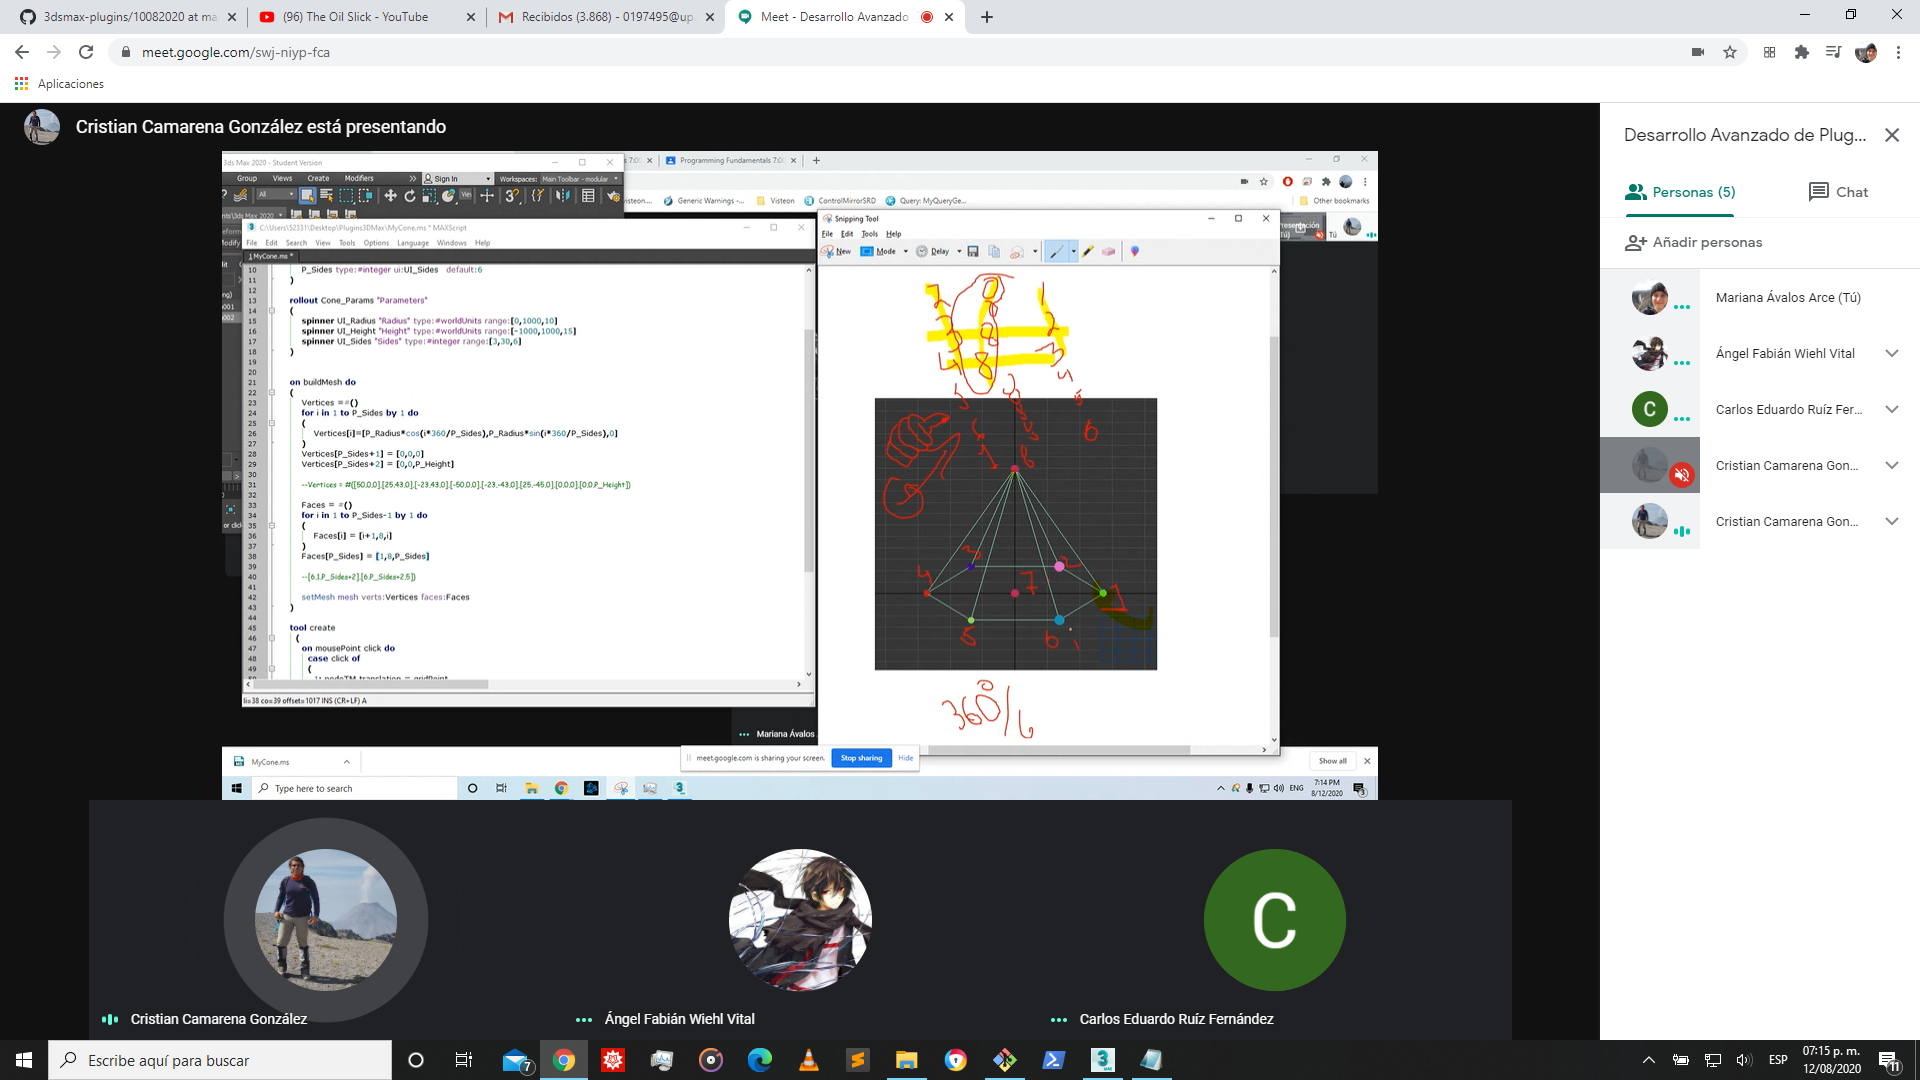 3dsmax-plugins/10082020 at ma
(96) The Oil Slick - YouTube
Recibidos (3.868) - 0197495@up.
Meet - Desarrollo Avanzado
meet.google.com/swj-niyp-fca
Aplicaciones
Cristian Camarena González está presentando
3ds Max 2020 - Student Version
Programming Fundamentals 7:00
Group Views Create Modifiers
Sign In
Workspaces: Main Toolbar - modular
Generic Warnings -...
Visteon
ControlMirrorSRD
Query: MyQueryGe...
Other bookmarks
C:\Users\52331\Desktop\Plugins3DMax\MyCone.ms * MAXScript
File Edit Search View Tools Options Language Windows Help
1 MyCone.ms *
10 P_Sides type:#integer ui:UI_Sides default:6
11 )
12
13 rollout Cone_Params "Parameters"
14 (
15 spinner UI_Radius "Radius" type:#worldUnits range:[0,1000,10]
16 spinner UI_Height "Height" type:#worldUnits range:[-1000,1000,15]
17 spinner UI_Sides "Sides" type:#integer range:[3,30,6]
18 )
19
20
21 on buildMesh do
22 (
23 Vertices =#()
24 for i in 1 to P_Sides by 1 do
25 (
26 Vertices[i]=[P_Radius*cos(i*360/P_Sides),P_Radius*sin(i*360/P_Sides),0]
27 )
28 Vertices[P_Sides+1] = [0,0,0]
29 Vertices[P_Sides+2] = [0,0,P_Height]
30
31 --Vertices = #([50,0,0],[25,43,0],[-23,43,0],[-50,0,0],[-23,-43,0],[25,-45,0],[0,0,0],[0,0,P_Height])
32
33 Faces = #()
34 for i in 1 to P_Sides-1 by 1 do
35 (
36 Faces[i] = [i+1,8,i]
37 )
38 Faces[P_Sides] = [1,8,P_Sides]
39
40 --[6,1,P_Sides+2],[6,P_Sides+2,5])
41
42 setMesh mesh verts:Vertices faces:Faces
43 )
44
45 tool create
46 (
47 on mousePoint click do
48 case click of
49 (
1: nodeTM.translation = gridPoint
li=38 co=39 offset=1017 INS (CR+LF) A
Snipping Tool
File Edit Tools Help
New Mode Delay
3 2
4 7 1
5 6
360°/6
Mariana Ávalos
meet.google.com is sharing your screen.
Stop sharing
Hide
MyCone.ms
Show all
Type here to search
ENG
7:14 PM
8/12/2020
Desarrollo Avanzado de Plug...
Personas (5)
Chat
Añadir personas
Mariana Ávalos Arce (Tú)
Ángel Fabián Wiehl Vital
C
Carlos Eduardo Ruíz Fer...
Cristian Camarena Gon...
Cristian Camarena Gon...
C
Cristian Camarena González
Ángel Fabián Wiehl Vital
Carlos Eduardo Ruíz Fernández
Escribe aquí para buscar
7
ESP
07:15 p. m.
12/08/2020
11